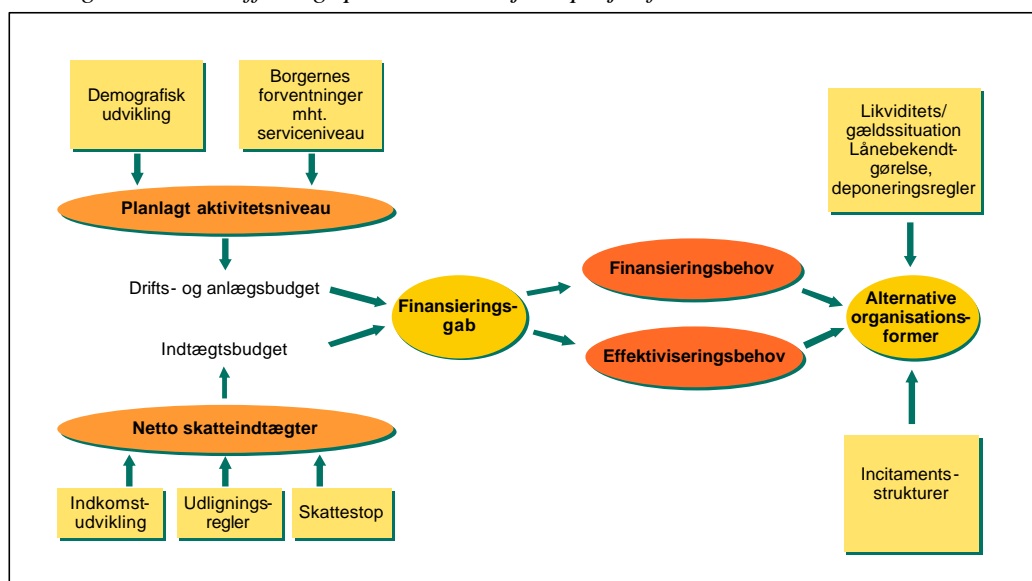 Demografisk
udvikling
Borgernes
forventninger
mht.
serviceniveau
Likviditets/
gældssituation
Lånebekendt-
gørelse,
deponeringsregler
Planlagt aktivitetsniveau
Drifts- og anlægsbudget
Indtægtsbudget
Finansierings-
gab
Finansieringsbehov
Effektiviseringsbehov
Alternative
organisations-
former
Netto skatteindtægter
Indkomst-
udvikling
Udlignings-
regler
Skattestop
Incitaments-
strukturer